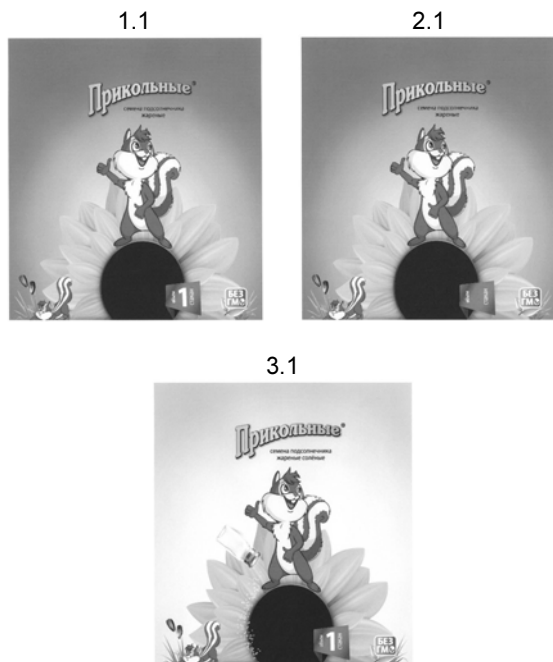 1.1
Прикольные®
семена подсолнечника
жареные
1
БЕЗ
ГМО
2.1
Прикольные®
семена подсолнечника
жареные
БЕЗ
ГМО
3.1
Прикольные®
семена подсолнечника
жареные солёные
1
БЕЗ
ГМО